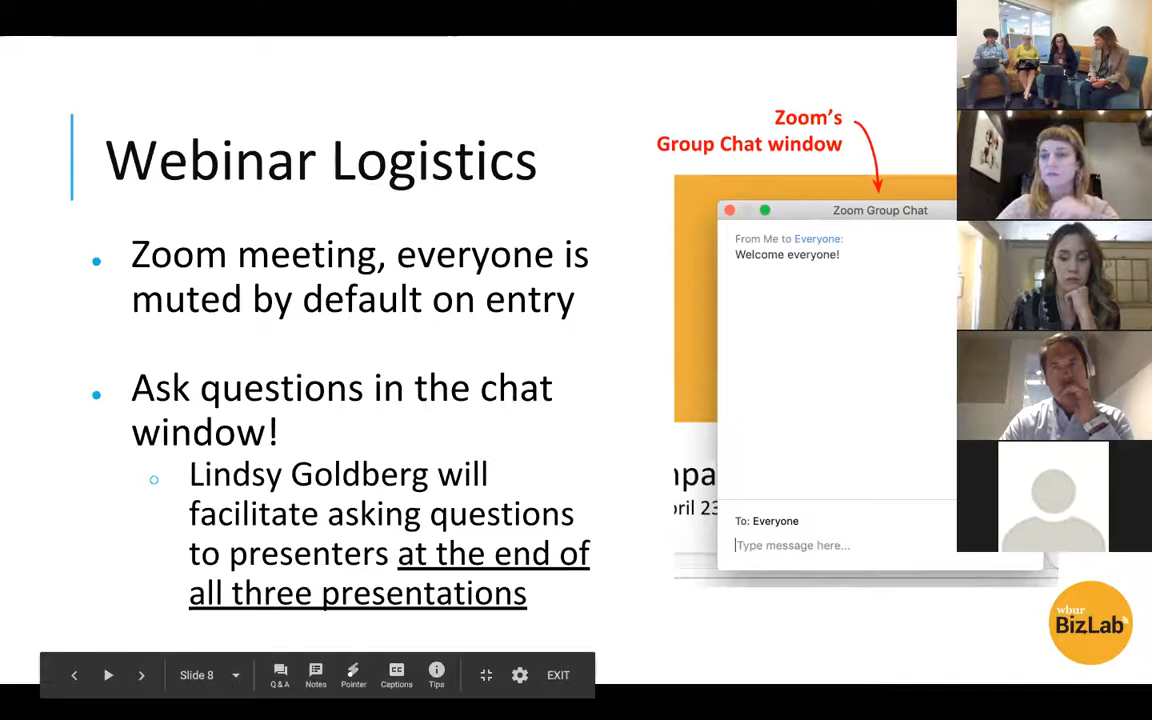 Webinar Logistics
Zoom meeting, everyone is
muted by default on entry
Ask questions in the chat
window!
Lindsy Goldberg will
facilitate asking questions
to presenters at the end of
all three presentations
Zoom’s
Group Chat window
Zoom Group Chat
From Me to Everyone:
Welcome everyone!
mpa
oril 23
To: Everyone
Type message here...
wbur
BizLab
Slide 8
Q & A
Notes
Pointer
CC
Captions
Tips
EXIT